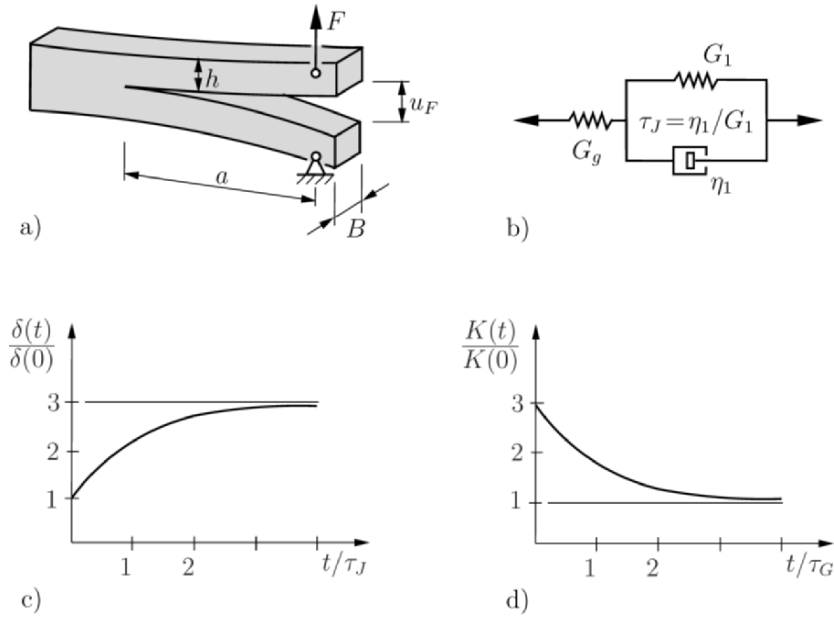 F
h
u_F
a
B
a)
G_1
τ_J = η_1/G_1
G_g
η_1
b)
δ(t)
δ(0)
3
2
1
1 2 t/τ_J
c)
K(t)
K(0)
3
2
1
1 2 t/τ_G
d)